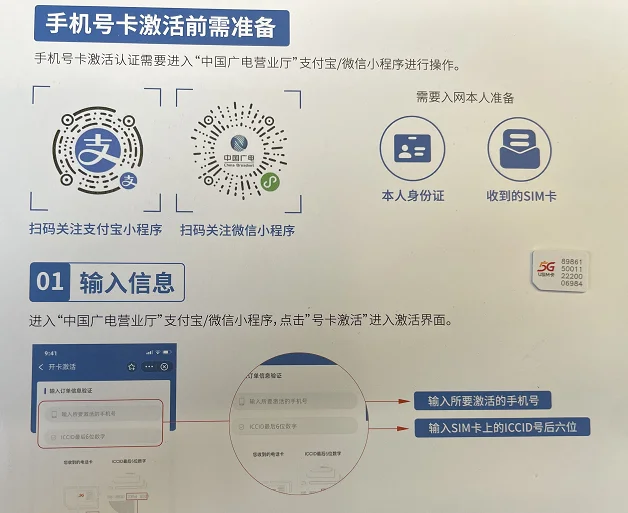 手机号卡激活前需准备
手机号卡激活认证需要进入“中国广电营业厅”支付宝/微信小程序进行操作。
需要入网本人准备
支
支
中国广电
China Broadnet
本人身份证
收到的SIM卡
扫码关注支付宝小程序
扫码关注微信小程序
5G
89861
50011
22200
06984
01 输入信息
进入“中国广电营业厅”支付宝/微信小程序,点击”号卡激活”进入激活界面。
9:41
开卡激活
输入订单信息验证
输入所要激活的手机号
ICCID最后6位数字
您收到的电话卡
ICCID最后6位数字
订单信息验证
输入所要激活的手机号
ICCID最后6位数字
您收到的电话卡
ICCID最后6位数字
输入所要激活的手机号
输入SIM卡上的ICCID号后六位